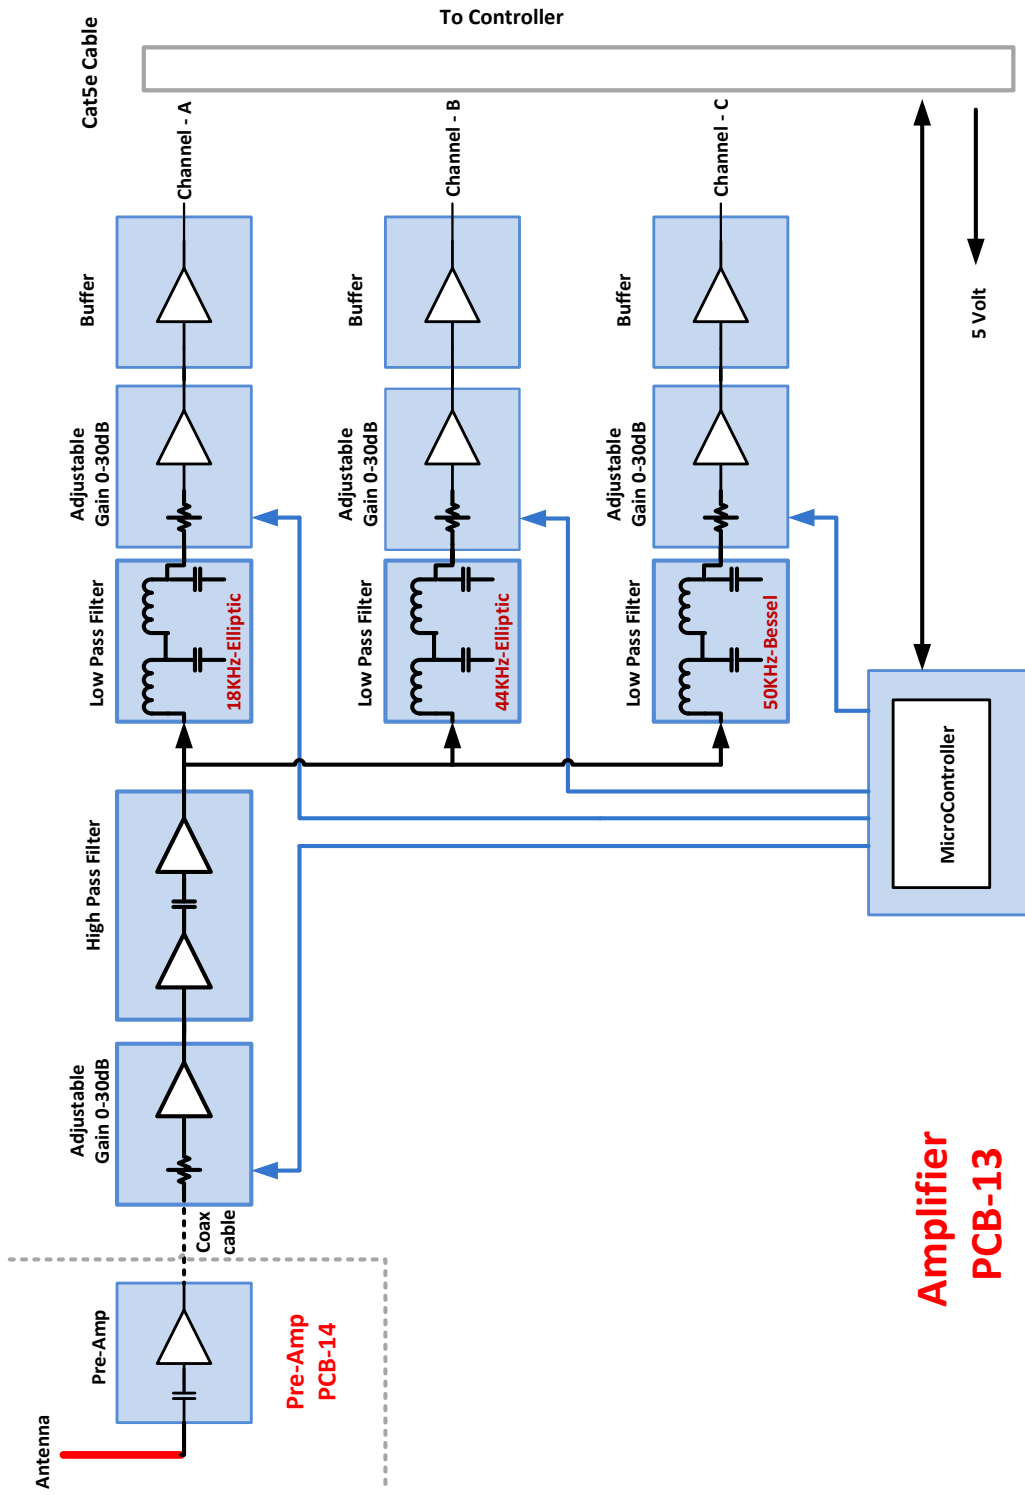 To Controller
Cat5e Cable
Channel - A
Channel - B
Channel - C
Buffer
Buffer
Buffer
5 Volt
Adjustable
Gain 0-30dB
Adjustable
Gain 0-30dB
Adjustable
Gain 0-30dB
Low Pass Filter
18KHz-Elliptic
Low Pass Filter
44KHz-Elliptic
Low Pass Filter
50KHz-Bessel
High Pass Filter
MicroController
Adjustable
Gain 0-30dB
Coax
cable
Pre-Amp
Pre-Amp
PCB-14
Antenna
Amplifier
PCB-13